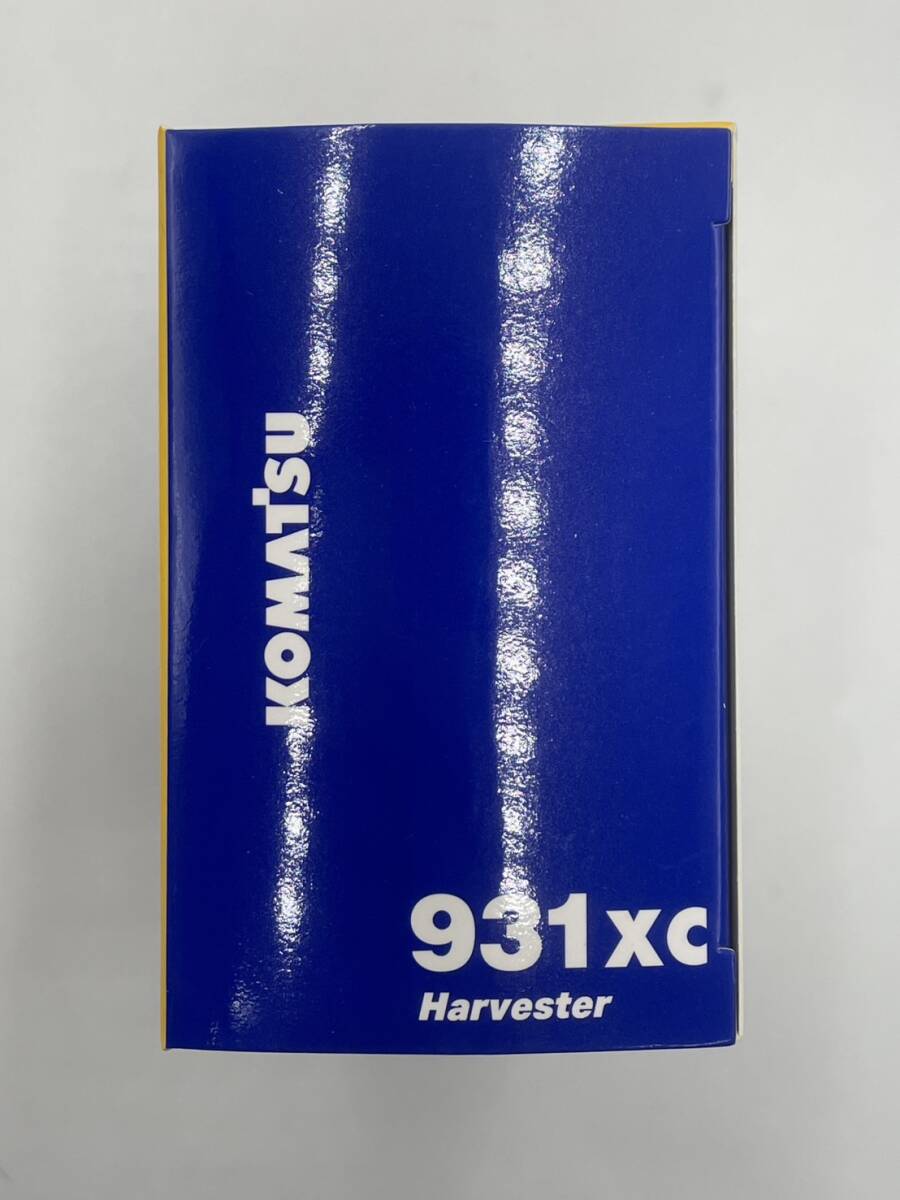 KOMATSU
931XC
Harvester